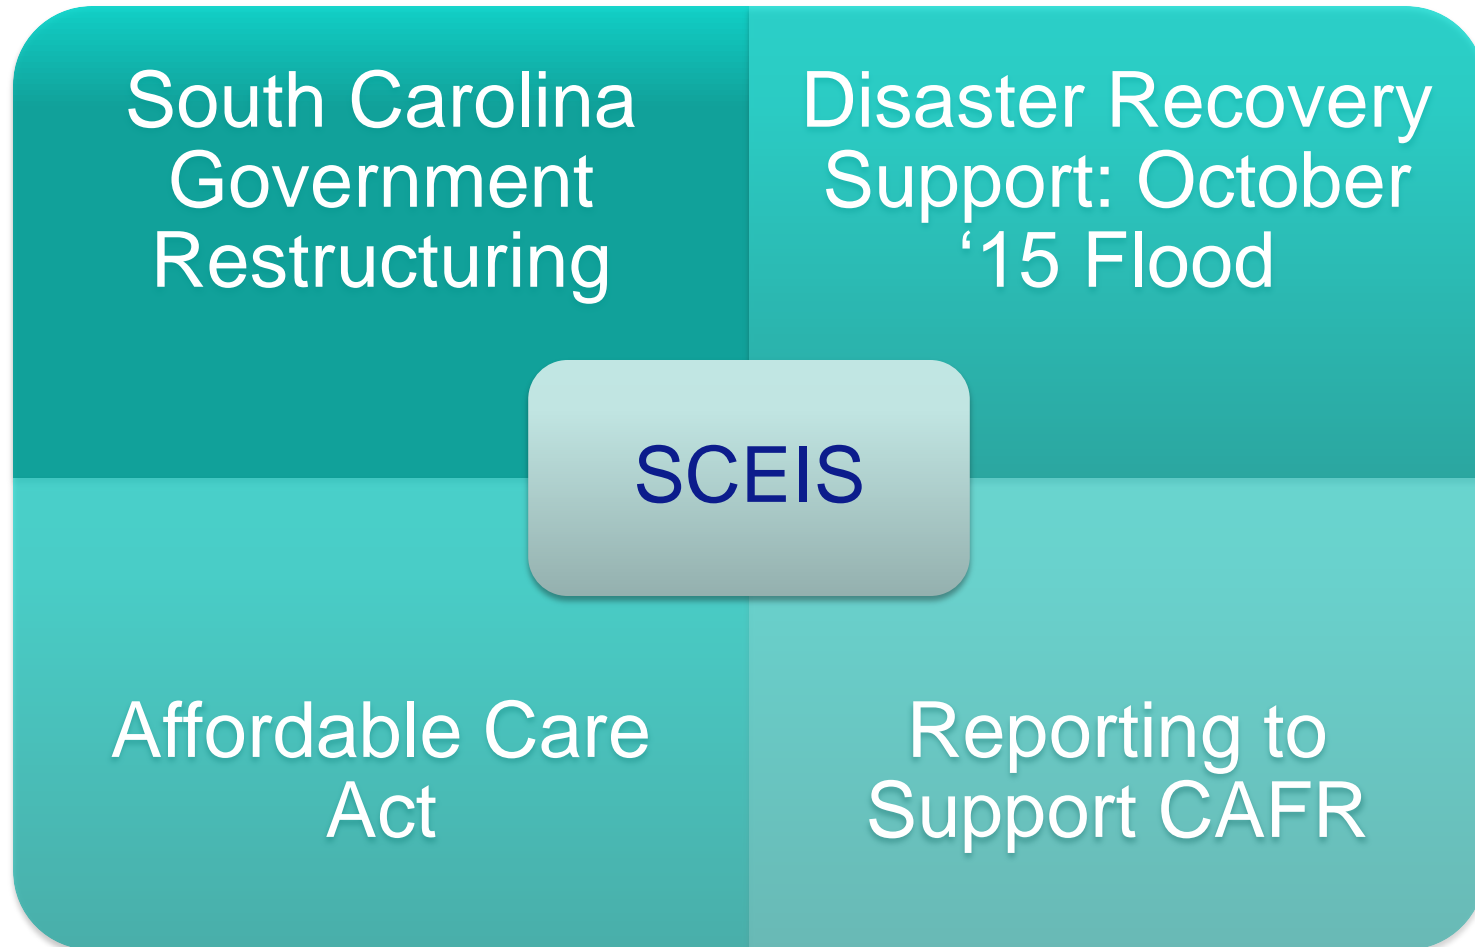 South Carolina
Government
Restructuring
Disaster Recovery
Support: October
‘15 Flood
SCEIS
Affordable Care
Act
Reporting to
Support CAFR